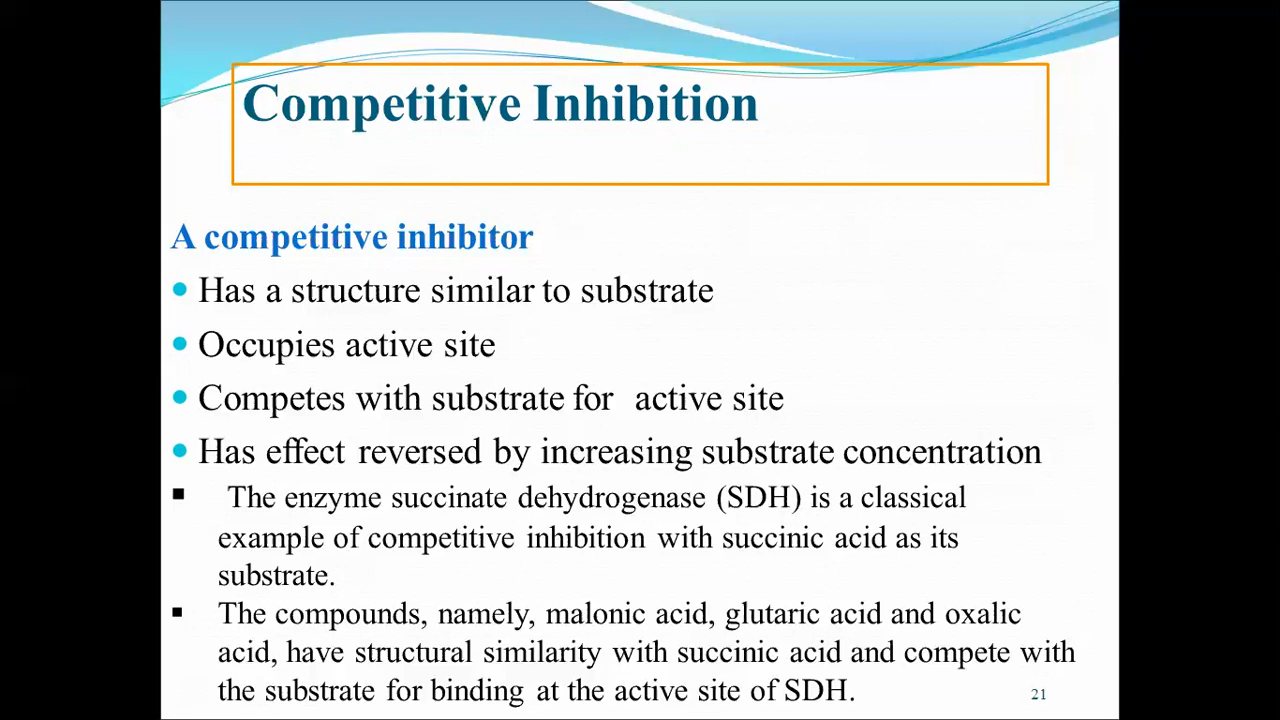 Competitive Inhibition
A competitive inhibitor
• Has a structure similar to substrate
• Occupies active site
• Competes with substrate for active site
• Has effect reversed by increasing substrate concentration
▪ The enzyme succinate dehydrogenase (SDH) is a classical
example of competitive inhibition with succinic acid as its
substrate.
▪ The compounds, namely, malonic acid, glutaric acid and oxalic
acid, have structural similarity with succinic acid and compete with
the substrate for binding at the active site of SDH.
21